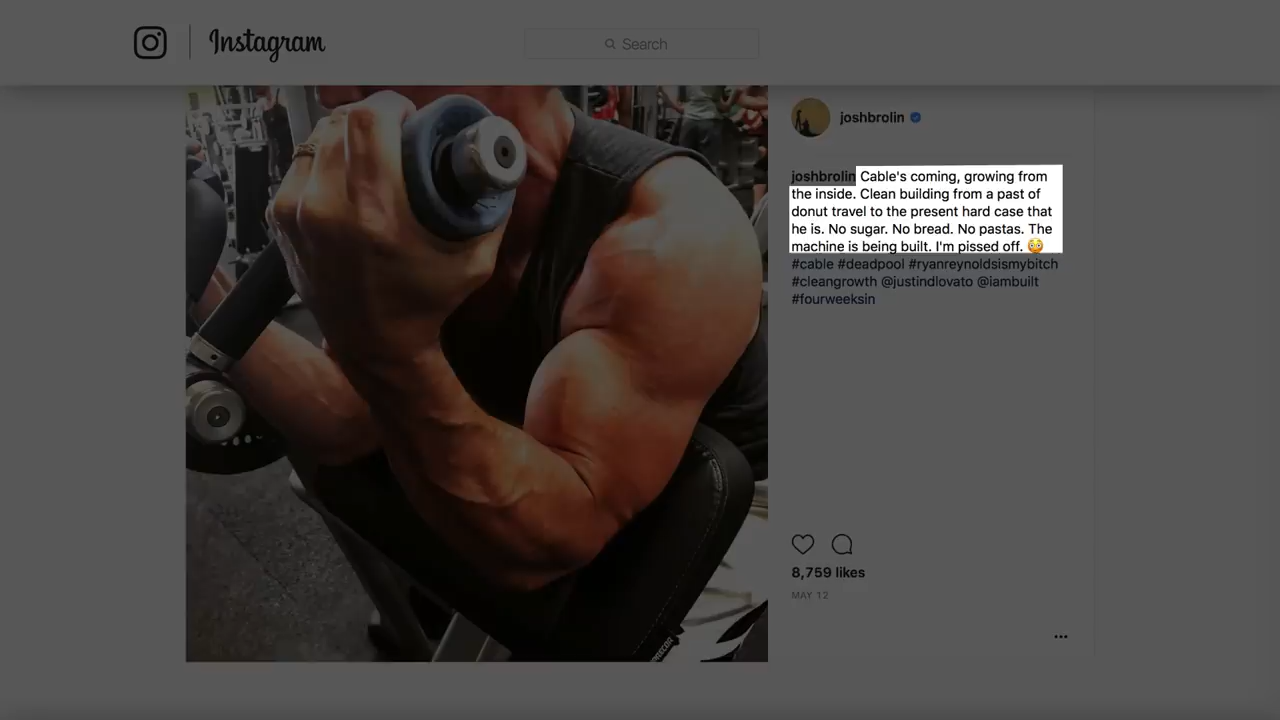 Instagram
Search
joshbrolin
joshbrolin Cable's coming, growing from
the inside. Clean building from a past of
donut travel to the present hard case that
he is. No sugar. No bread. No pastas. The
machine is being built. I'm pissed off. 😳
#cable #deadpool #ryanreynoldsismybitch
#cleangrowth @justindlovato @iambuilt
#fourweeksin
8,759 likes
MAY 12
PRECOR